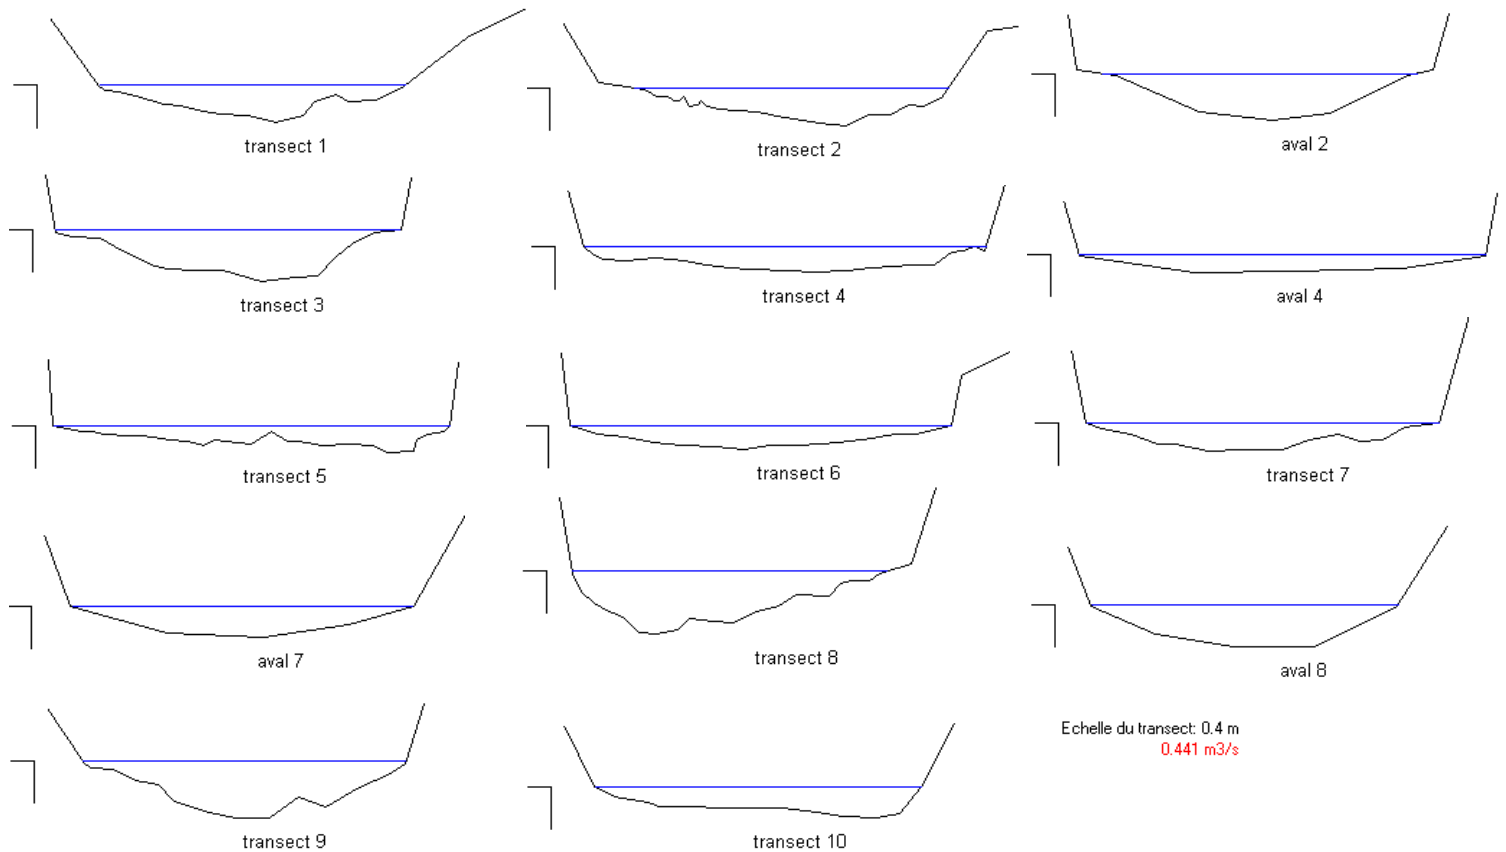 transect 1
transect 2
aval 2
transect 3
transect 4
aval 4
transect 5
transect 6
transect 7
aval 7
transect 8
aval 8
Echelle du transect: 0.4 m
0.441 m3/s
transect 9
transect 10